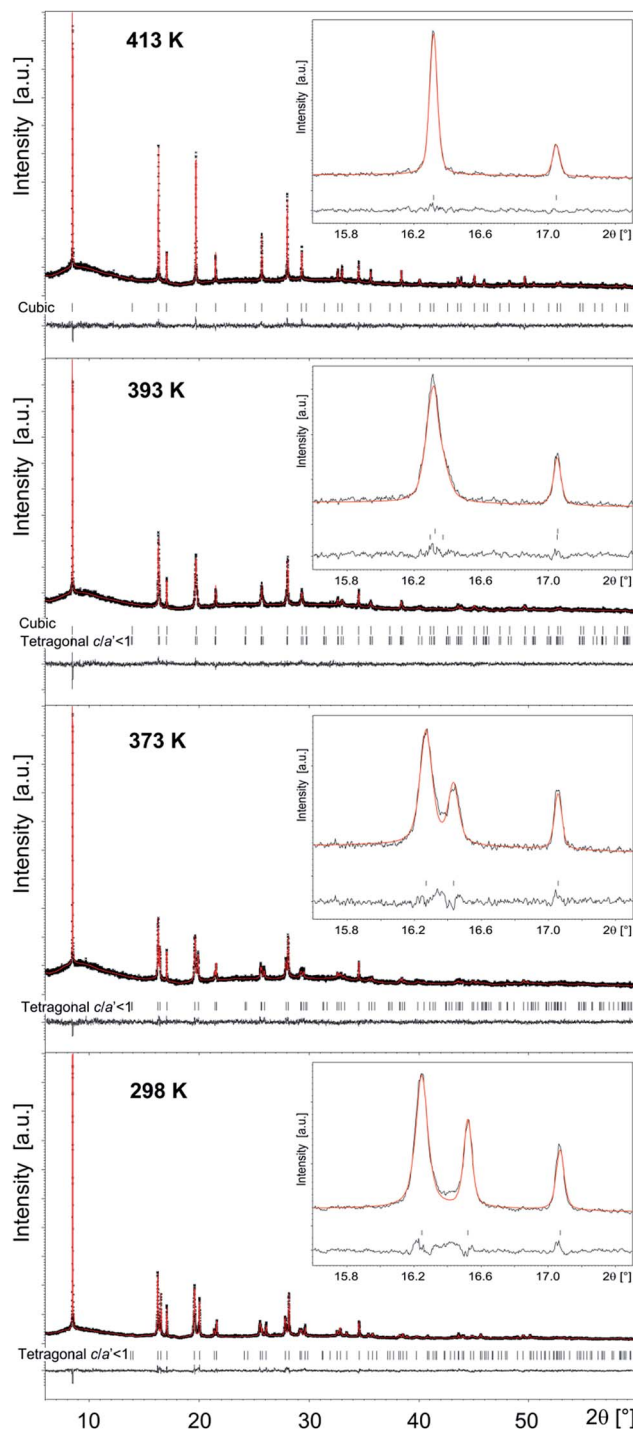 413 K
Intensity [a.u.]
Intensity [a.u.]
15.8 16.2 16.6 17.0 2θ [°]
Cubic
393 K
Intensity [a.u.]
Intensity [a.u.]
15.8 16.2 16.6 17.0 2θ [°]
Cubic
Tetragonal c/a'<1
373 K
Intensity [a.u.]
Intensity [a.u.]
15.8 16.2 16.6 17.0 2θ [°]
Tetragonal c/a'<1
298 K
Intensity [a.u.]
Intensity [a.u.]
15.8 16.2 16.6 17.0 2θ [°]
Tetragonal c/a'<1
10 20 30 40 50 2θ [°]